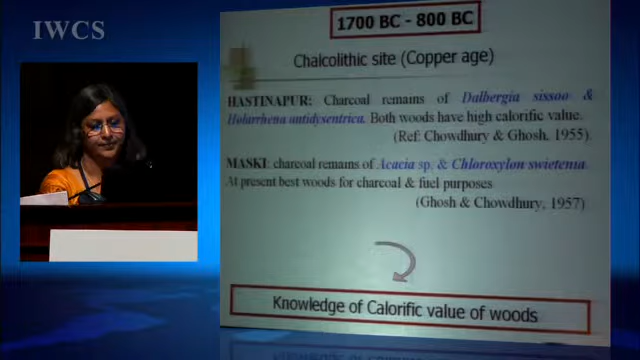 IWCS
1700 BC - 800 BC
Chalcolithic site (Copper age)
HASTINAPUR: Charcoal remains of Dalbergia sissoo &
Holarrhena antidysentrica. Both woods have high calorific value.
(Ref: Chowdhury & Ghosh, 1955).
MASKI: charcoal remains of Acacia sp. & Chloroxylon swietenia.
At present best woods for charcoal & fuel purposes
(Ghosh & Chowdhury, 1957)
Knowledge of Calorific value of woods